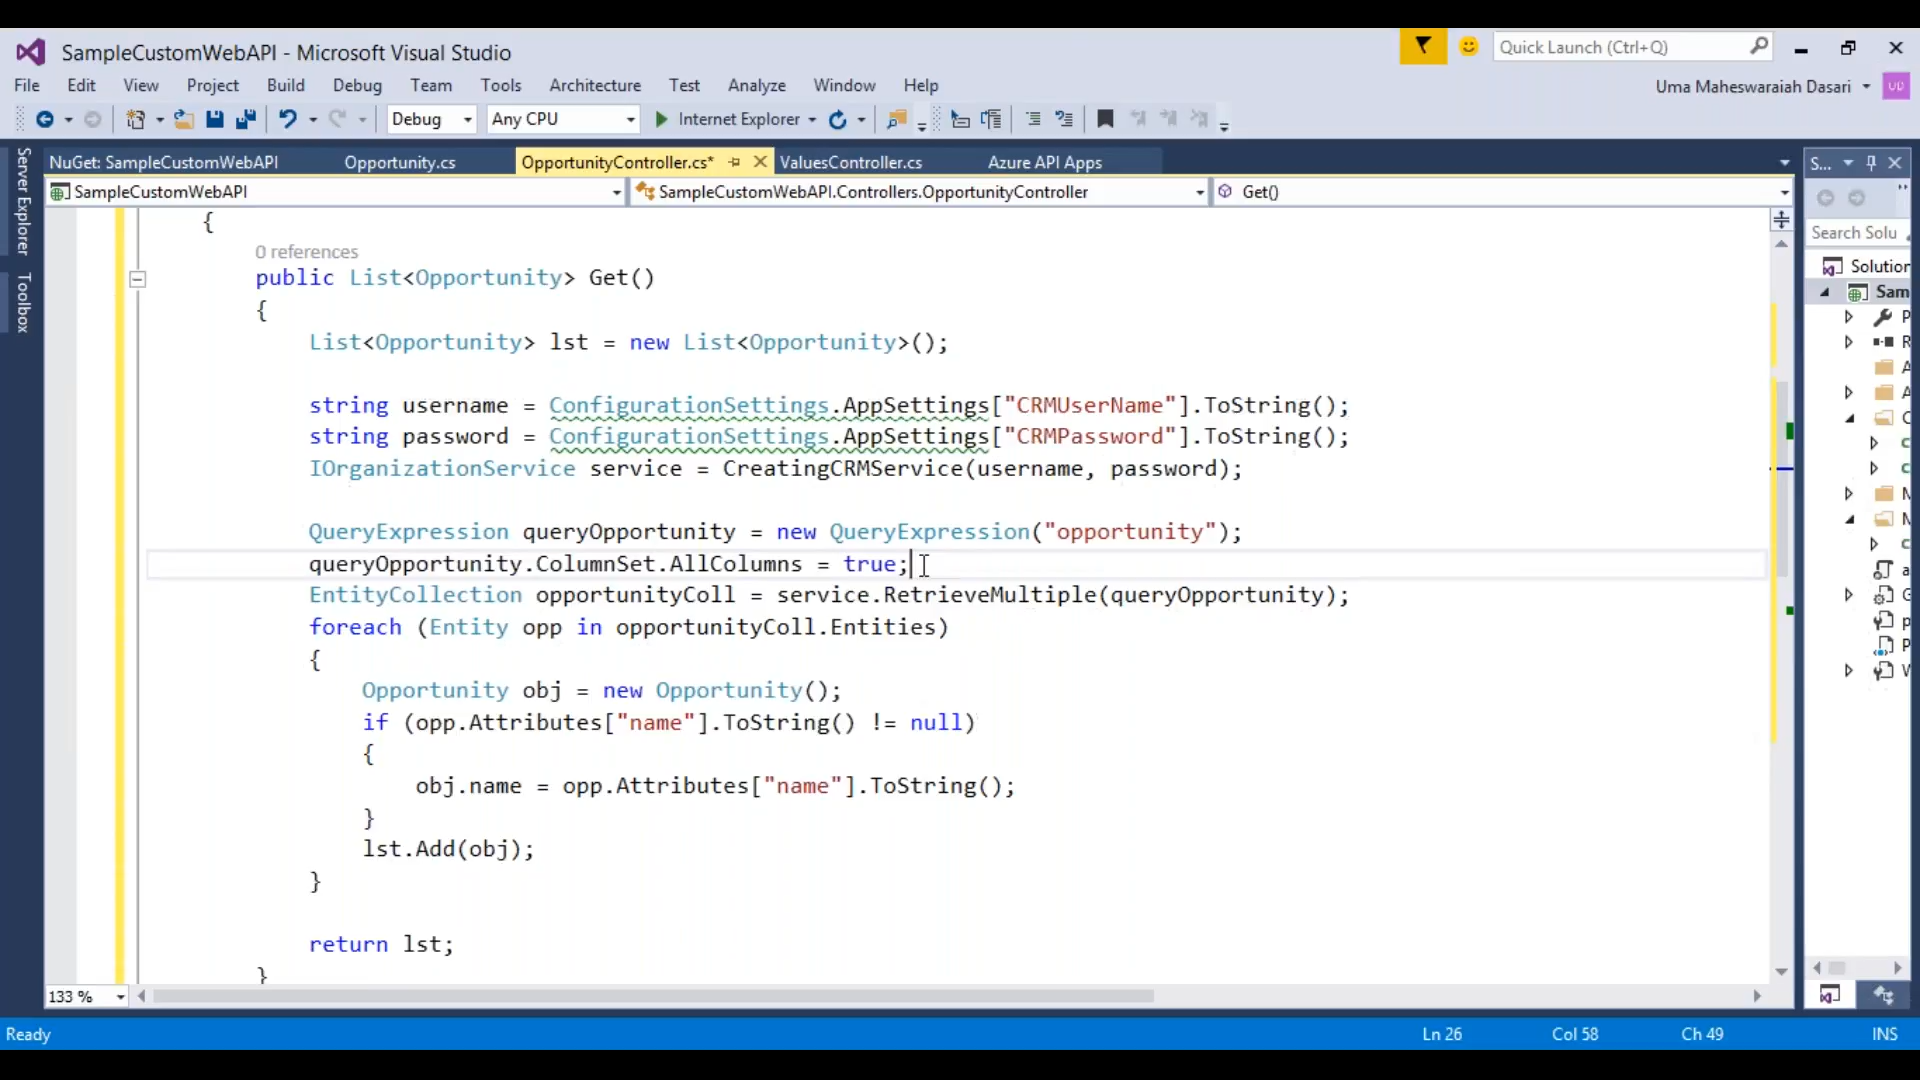 SampleCustomWebAPI - Microsoft Visual Studio
Quick Launch (Ctrl+Q)
File Edit View Project Build Debug Team Tools Architecture Test Analyze Window Help
Uma Maheswaraiah Dasari UD
Debug Any CPU Internet Explorer
NuGet: SampleCustomWebAPI Opportunity.cs OpportunityController.cs* ValuesController.cs Azure API Apps
S...
SampleCustomWebAPI SampleCustomWebAPI.Controllers.OpportunityController Get()
Server Explorer
Toolbox
Search Solu
Solution
Sam
{
0 references
public List<Opportunity> Get()
{
List<Opportunity> lst = new List<Opportunity>();
string username = ConfigurationSettings.AppSettings["CRMUserName"].ToString();
string password = ConfigurationSettings.AppSettings["CRMPassword"].ToString();
IOrganizationService service = CreatingCRMService(username, password);
QueryExpression queryOpportunity = new QueryExpression("opportunity");
queryOpportunity.ColumnSet.AllColumns = true;
EntityCollection opportunityColl = service.RetrieveMultiple(queryOpportunity);
foreach (Entity opp in opportunityColl.Entities)
{
Opportunity obj = new Opportunity();
if (opp.Attributes["name"].ToString() != null)
{
obj.name = opp.Attributes["name"].ToString();
}
lst.Add(obj);
}
return lst;
}
133 %
Ready Ln 26 Col 58 Ch 49 INS